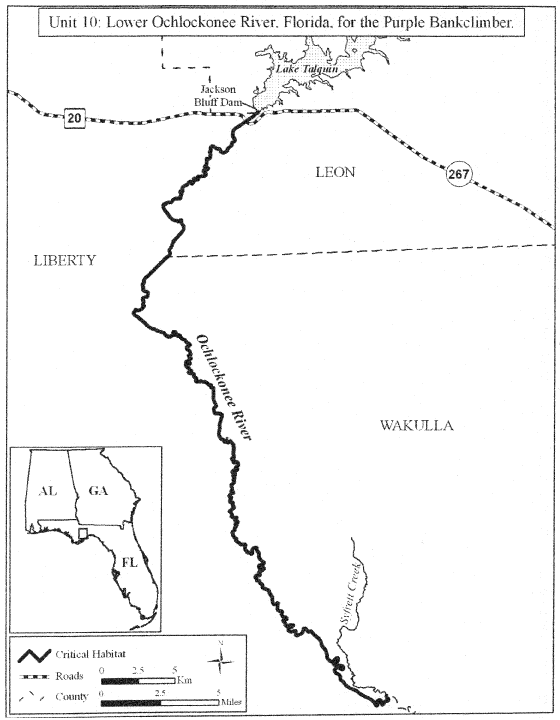 Unit 10: Lower Ochlockonee River, Florida, for the Purple Bankclimber.
Lake Talquin
Jackson
Bluff Dam
20
LEON
267
LIBERTY
Ochlockonee River
WAKULLA
AL
GA
FL
Syfrett Creek
N
Critical Habitat
Roads
0 2.5 5
Km
County
0 2.5 5
Miles